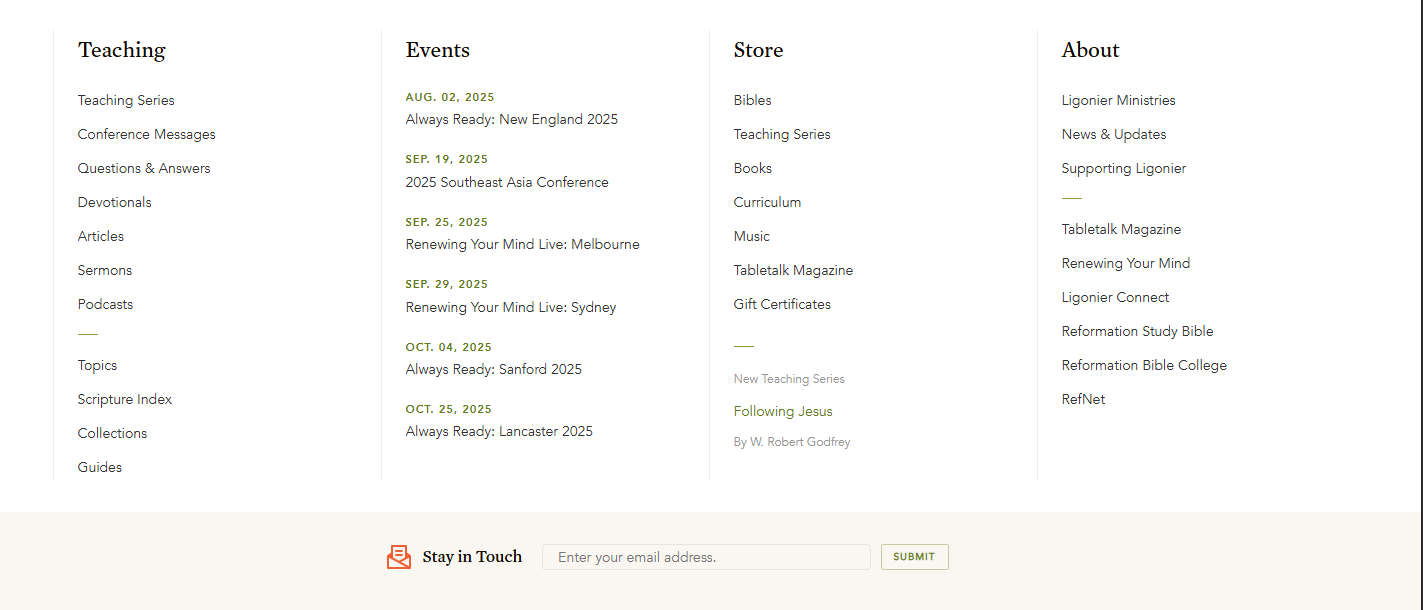 Teaching
Teaching Series
Conference Messages
Questions & Answers
Devotionals
Articles
Sermons
Podcasts
Topics
Scripture Index
Collections
Guides
Events
AUG. 02, 2025
Always Ready: New England 2025
SEP. 19, 2025
2025 Southeast Asia Conference
SEP. 25, 2025
Renewing Your Mind Live: Melbourne
SEP. 29, 2025
Renewing Your Mind Live: Sydney
OCT. 04, 2025
Always Ready: Sanford 2025
OCT. 25, 2025
Always Ready: Lancaster 2025
Store
Bibles
Teaching Series
Books
Curriculum
Music
Tabletalk Magazine
Gift Certificates
New Teaching Series
Following Jesus
By W. Robert Godfrey
About
Ligonier Ministries
News & Updates
Supporting Ligonier
Tabletalk Magazine
Renewing Your Mind
Ligonier Connect
Reformation Study Bible
Reformation Bible College
RefNet
Stay in Touch
Enter your email address.
SUBMIT